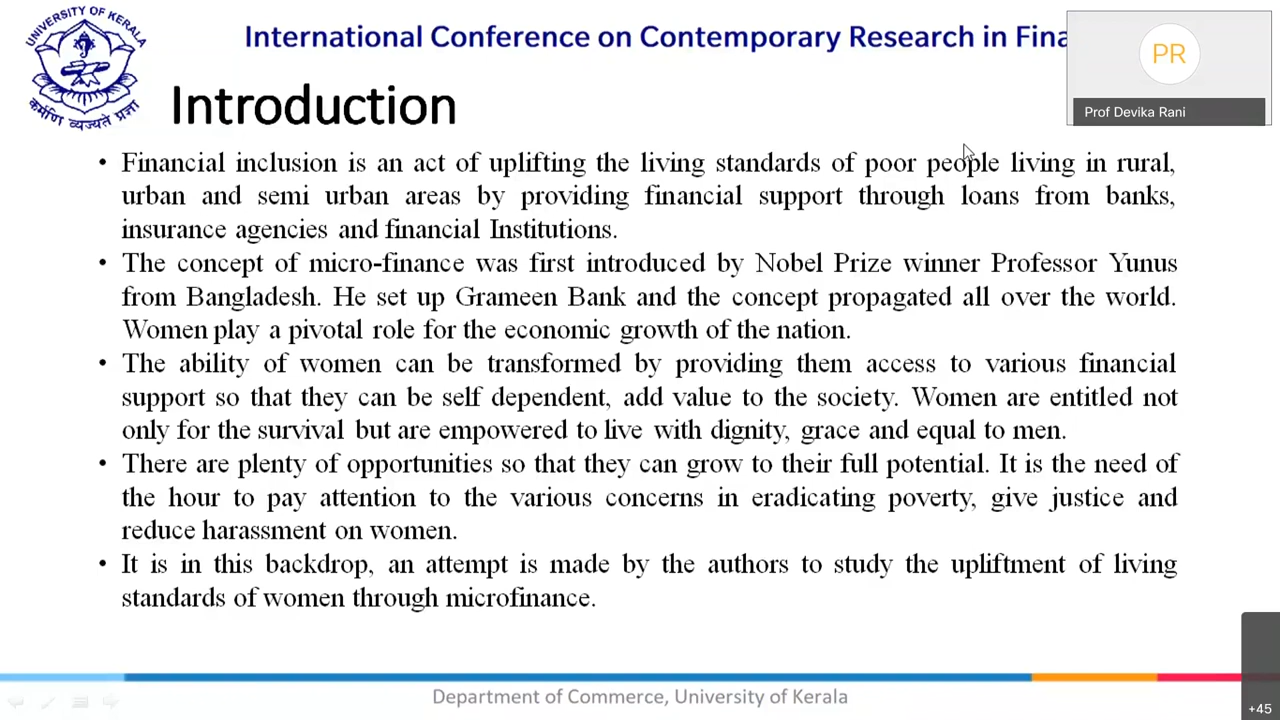 UNIVERSITY OF KERALA
कर्मणि व्यज्यते प्रज्ञा
International Conference on Contemporary Research in Fina
PR
Prof Devika Rani
Introduction
• Financial inclusion is an act of uplifting the living standards of poor people living in rural,
urban and semi urban areas by providing financial support through loans from banks,
insurance agencies and financial Institutions.
• The concept of micro-finance was first introduced by Nobel Prize winner Professor Yunus
from Bangladesh. He set up Grameen Bank and the concept propagated all over the world.
Women play a pivotal role for the economic growth of the nation.
• The ability of women can be transformed by providing them access to various financial
support so that they can be self dependent, add value to the society. Women are entitled not
only for the survival but are empowered to live with dignity, grace and equal to men.
• There are plenty of opportunities so that they can grow to their full potential. It is the need of
the hour to pay attention to the various concerns in eradicating poverty, give justice and
reduce harassment on women.
• It is in this backdrop, an attempt is made by the authors to study the upliftment of living
standards of women through microfinance.
Department of Commerce, University of Kerala
+45